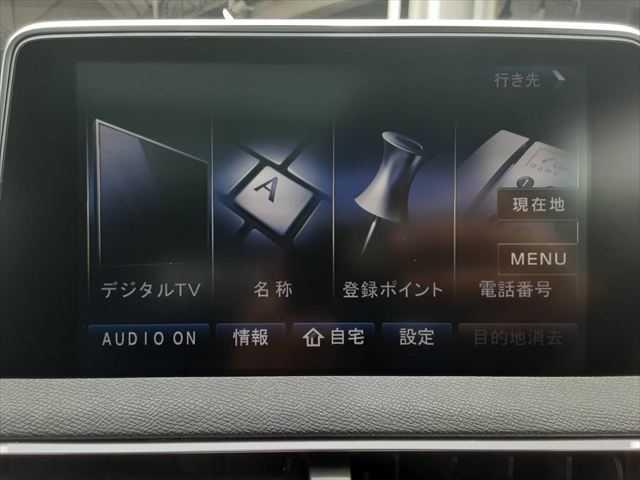 行き先
A
現在地
MENU
デジタルTV 名称 登録ポイント 電話番号
AUDIO ON 情報 自宅 設定 目的地消去